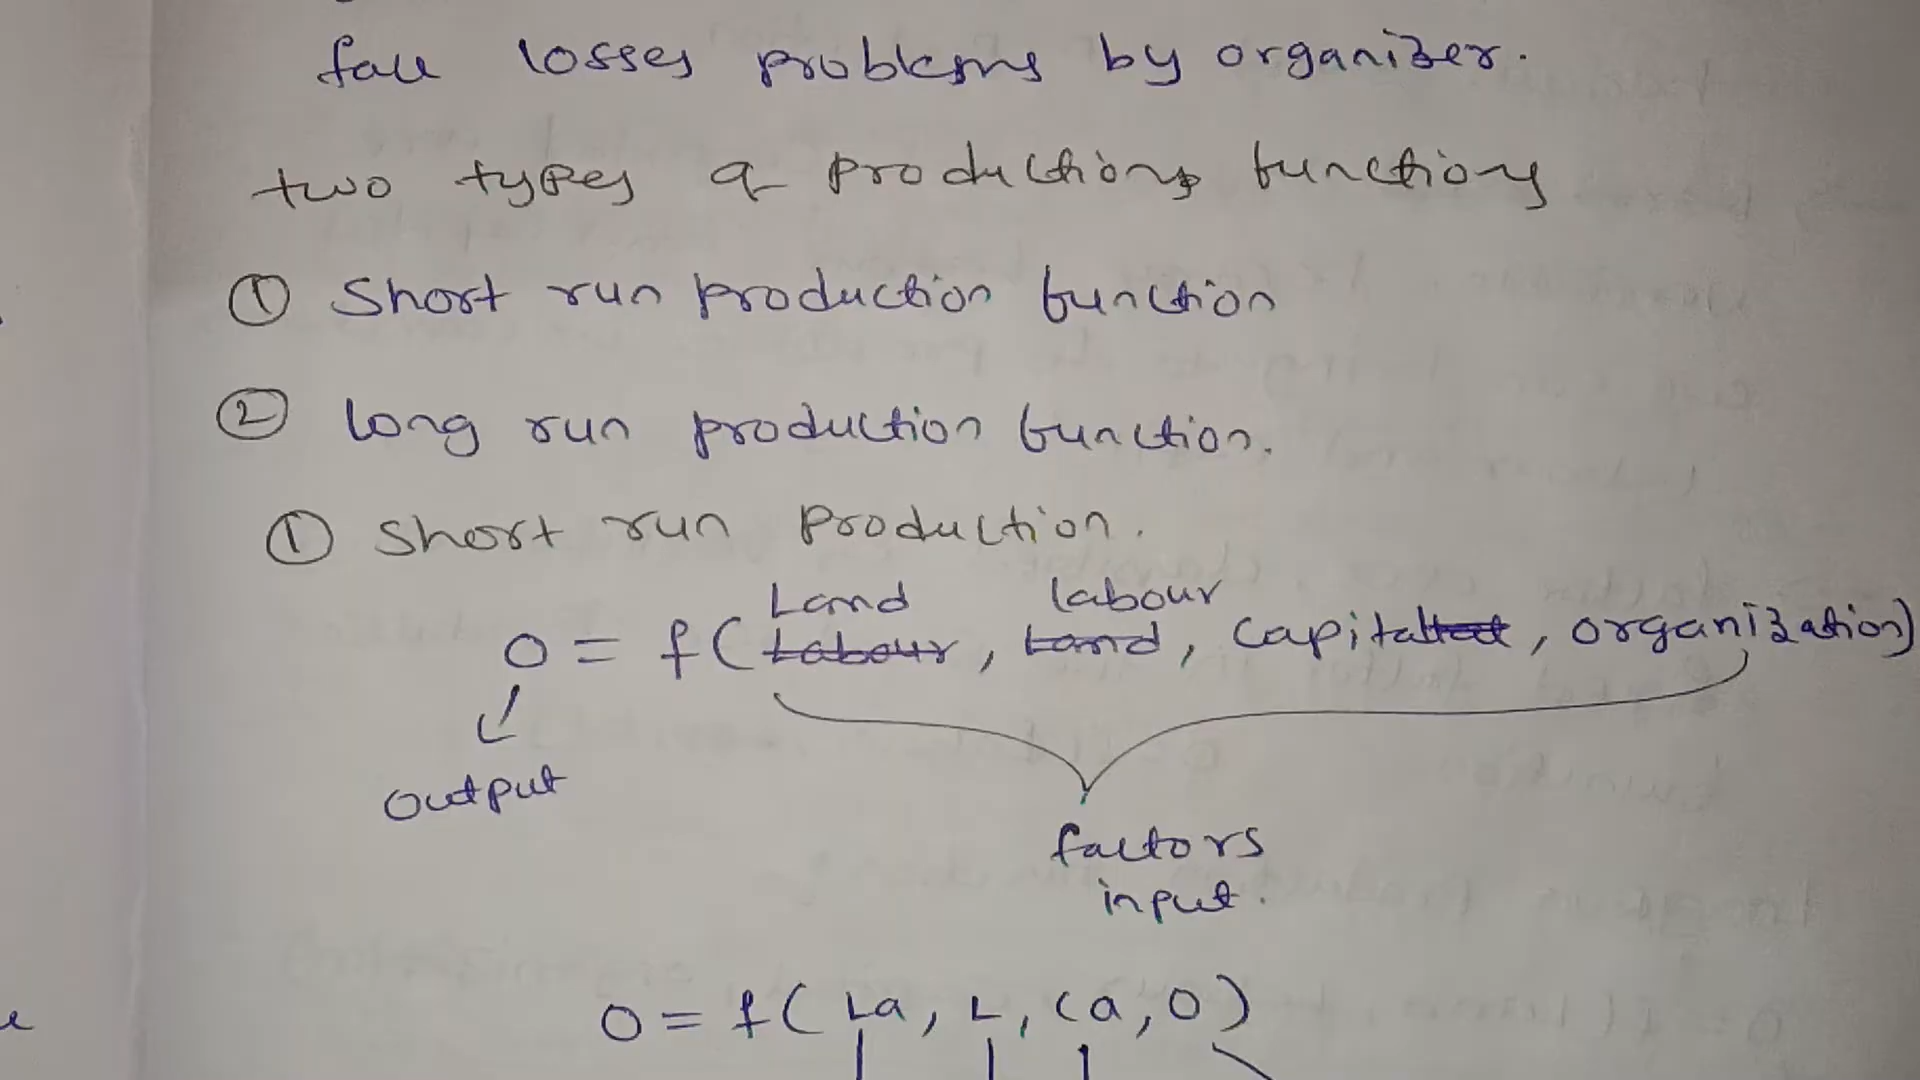 face losses problems by organizer.
two types of productions functions
① Short run production function
② long run production function.
① short run production.
Land labour
O = f(Labour, Land, capital, organization)
output
factors
input.
O = f(La, L, Ca, O)